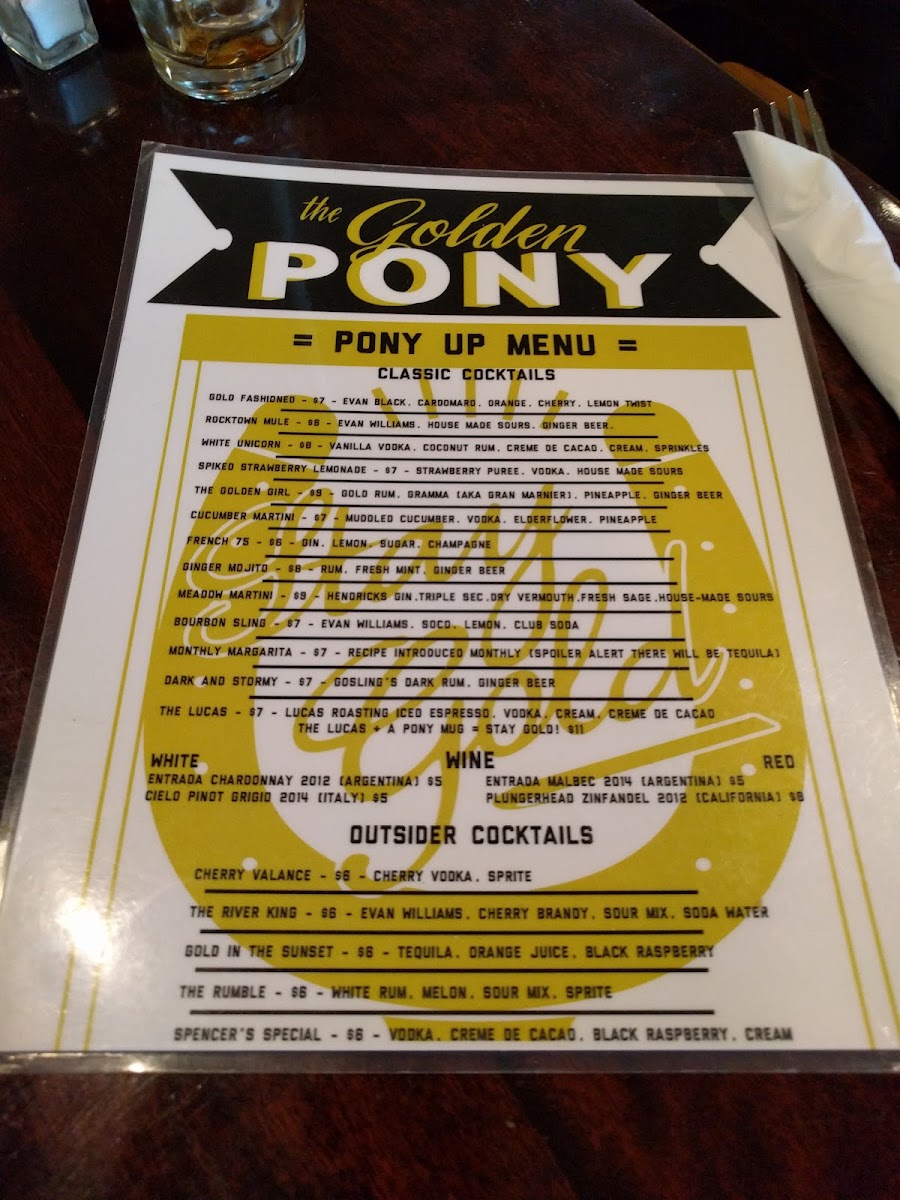 the Golden
PONY
= PONY UP MENU =
CLASSIC COCKTAILS
GOLD FASHIONED - $7 - EVAN BLACK. CARDOMARO. ORANGE. CHERRY. LEMON TWIST
ROCKTOWN MULE - $6 - EVAN WILLIAMS. HOUSE MADE SOURS. GINGER BEER.
WHITE UNICORN - $6 - VANILLA VODKA. COCONUT RUM. CREME DE CACAO. CREAM. SPRINKLES
SPIKED STRAWBERRY LEMONADE - $7 - STRAWBERRY PUREE. VODKA. HOUSE MADE SOURS
THE GOLDEN GIRL - $9 - GOLD RUM. GRAMMA (AKA GRAN MARNIER). PINEAPPLE. GINGER BEER
CUCUMBER MARTINI - $7 - MUDDLED CUCUMBER. VODKA. ELDERFLOWER. PINEAPPLE
FRENCH 75 - $6 - GIN. LEMON. SUGAR. CHAMPAGNE
GINGER MOJITO - $8 - RUM. FRESH MINT. GINGER BEER
MEADOW MARTINI - $9 - HENDRICKS GIN.TRIPLE SEC.DRY VERMOUTH.FRESH SAGE.HOUSE-MADE SOURS
BOURBON SLING - $7 - EVAN WILLIAMS. SOCO. LEMON. CLUB SODA
MONTHLY MARGARITA - $7 - RECIPE INTRODUCED MONTHLY (SPOILER ALERT THERE WILL BE TEQUILA)
DARK AND STORMY - $7 - GOSLING'S DARK RUM. GINGER BEER
THE LUCAS - $7 - LUCAS ROASTING ICED ESPRESSO. VODKA. CREAM. CREME DE CACAO
THE LUCAS + A PONY MUG = STAY GOLD! $11
Stay Gold
WHITE WINE RED
ENTRADA CHARDONNAY 2012 (ARGENTINA) $5 ENTRADA MALBEC 2014 (ARGENTINA) $5
CIELO PINOT GRIGIO 2014 (ITALY) $5 PLUNGERHEAD ZINFANDEL 2012 (CALIFORNIA) $8
OUTSIDER COCKTAILS
CHERRY VALANCE - $6 - CHERRY VODKA. SPRITE
THE RIVER KING - $6 - EVAN WILLIAMS. CHERRY BRANDY. SOUR MIX. SODA WATER
GOLD IN THE SUNSET - $6 - TEQUILA. ORANGE JUICE. BLACK RASPBERRY
THE RUMBLE - $6 - WHITE RUM. MELON. SOUR MIX. SPRITE
SPENCER'S SPECIAL - $6 - VODKA. CREME DE CACAO. BLACK RASPBERRY. CREAM